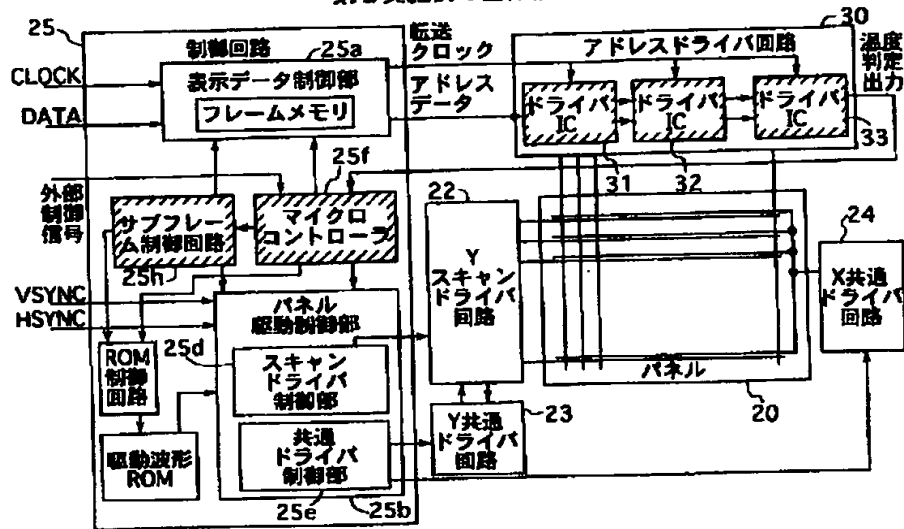 25
制御回路
25a
CLOCK
DATA
表示データ制御部
フレームメモリ
転送
クロック
アドレス
データ
30
アドレスドライバ回路
ドライバ
IC
ドライバ
IC
ドライバ
IC
31
32
33
温度
判定
出力
外部
制御
信号
25f
サブフレー
ム制御回路
25h
マイクロ
コントローラ
VSYNC
HSYNC
パネル
駆動制御部
25d
スキャン
ドライバ
制御部
共通
ドライバ
制御部
25e
25b
ROM
制御
回路
駆動波形
ROM
22
Y
スキャン
ドライバ
回路
Y共通
ドライバ
回路
23
パネル
20
24
X共通
ドライバ
回路